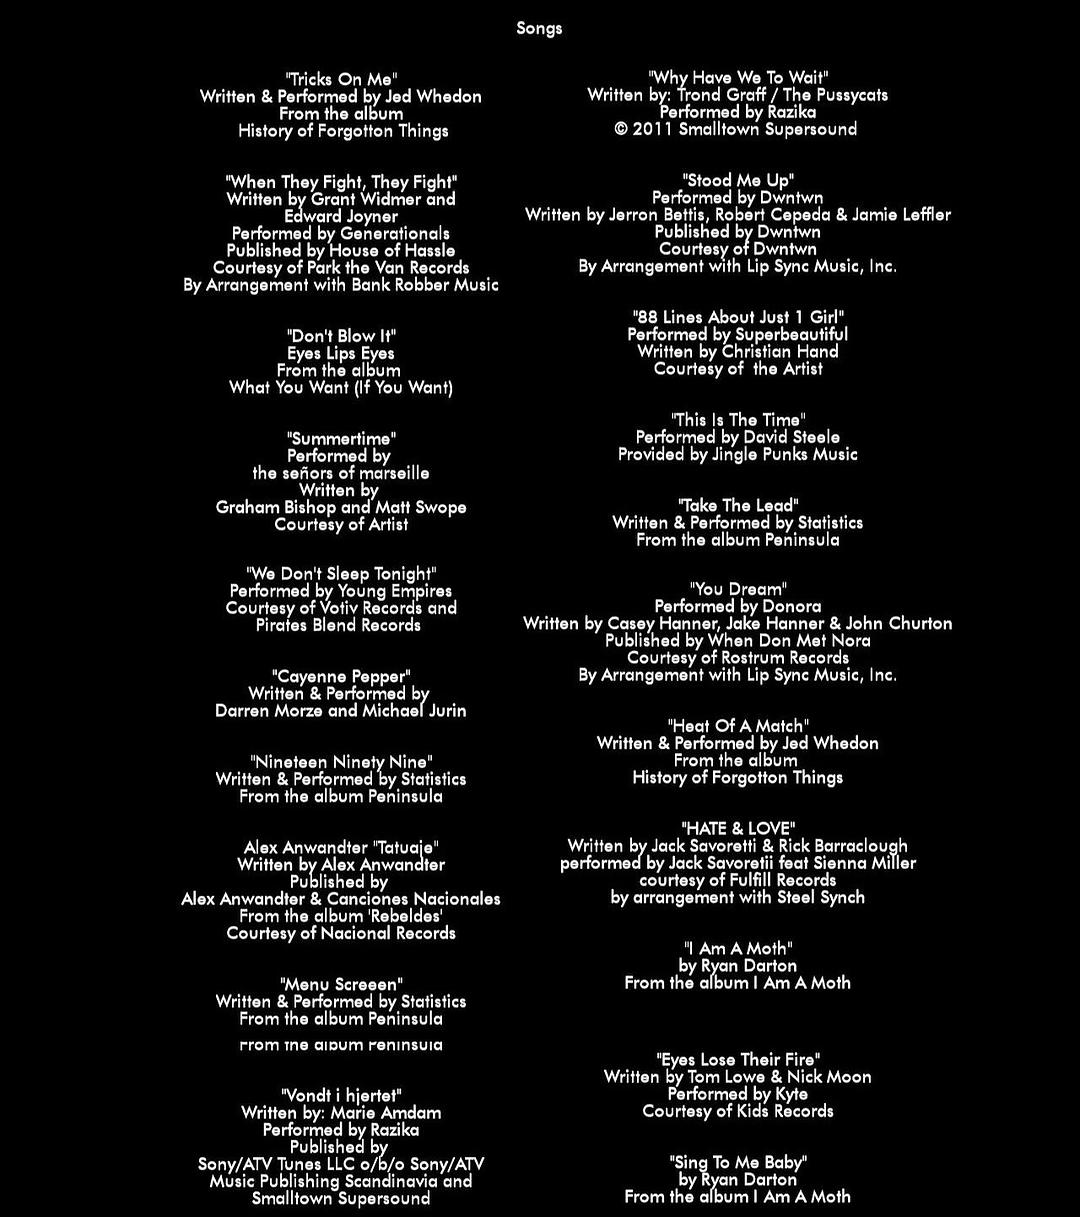 Songs
"Tricks On Me"
Written & Performed by Jed Whedon
From the album
History of Forgotton Things
"When They Fight, They Fight"
Written by Grant Widmer and
Edward Joyner
Performed by Generationals
Published by House of Hassle
Courtesy of Park the Van Records
By Arrangement with Bank Robber Music
"Don't Blow It"
Eyes Lips Eyes
From the album
What You Want (If You Want)
"Summertime"
Performed by
the señors of marseille
Written by
Graham Bishop and Matt Swope
Courtesy of Artist
"We Don't Sleep Tonight"
Performed by Young Empires
Courtesy of Votiv Records and
Pirates Blend Records
"Cayenne Pepper"
Written & Performed by
Darren Morze and Michael Jurin
"Nineteen Ninety Nine"
Written & Performed by Statistics
From the album Peninsula
Alex Anwandter "Tatuaje"
Written by Alex Anwandter
Published by
Alex Anwandter & Canciones Nacionales
From the album 'Rebeldes'
Courtesy of Nacional Records
"Menu Screeen"
Written & Performed by Statistics
From the album Peninsula
From the album Peninsula
"Vondt i hjertet"
Written by: Marie Amdam
Performed by Razika
Published by
Sony/ATV Tunes LLC o/b/o Sony/ATV
Music Publishing Scandinavia and
Smalltown Supersound
"Why Have We To Wait"
Written by: Trond Graff / The Pussycats
Performed by Razika
© 2011 Smalltown Supersound
"Stood Me Up"
Performed by Dwntwn
Written by Jerron Bettis, Robert Cepeda & Jamie Leffler
Published by Dwntwn
Courtesy of Dwntwn
By Arrangement with Lip Sync Music, Inc.
"88 Lines About Just 1 Girl"
Performed by Superbeautiful
Written by Christian Hand
Courtesy of the Artist
"This Is The Time"
Performed by David Steele
Provided by Jingle Punks Music
"Take The Lead"
Written & Performed by Statistics
From the album Peninsula
"You Dream"
Performed by Donora
Written by Casey Hanner, Jake Hanner & John Churton
Published by When Don Met Nora
Courtesy of Rostrum Records
By Arrangement with Lip Sync Music, Inc.
"Heat Of A Match"
Written & Performed by Jed Whedon
From the album
History of Forgotton Things
"HATE & LOVE"
Written by Jack Savoretti & Rick Barraclough
performed by Jack Savoretii feat Sienna Miller
courtesy of Fulfill Records
by arrangement with Steel Synch
"I Am A Moth"
by Ryan Darton
From the album I Am A Moth
"Eyes Lose Their Fire"
Written by Tom Lowe & Nick Moon
Performed by Kyte
Courtesy of Kids Records
"Sing To Me Baby"
by Ryan Darton
From the album I Am A Moth